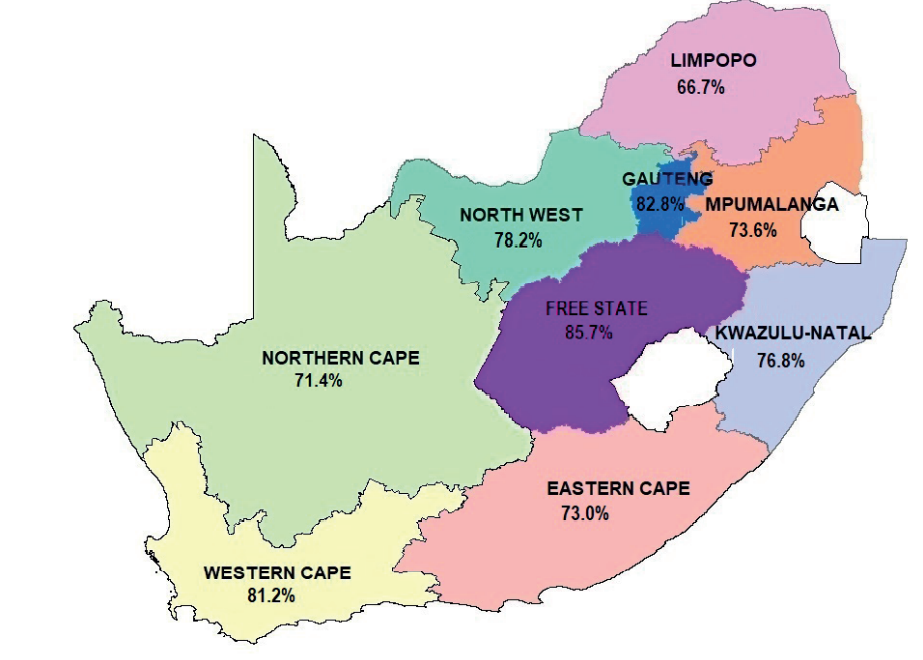 LIMPOPO
66.7%
GAUTENG
82.8%
MPUMALANGA
73.6%
NORTH WEST
78.2%
FREE STATE
85.7%
KWAZULU-NATAL
76.8%
NORTHERN CAPE
71.4%
EASTERN CAPE
73.0%
WESTERN CAPE
81.2%